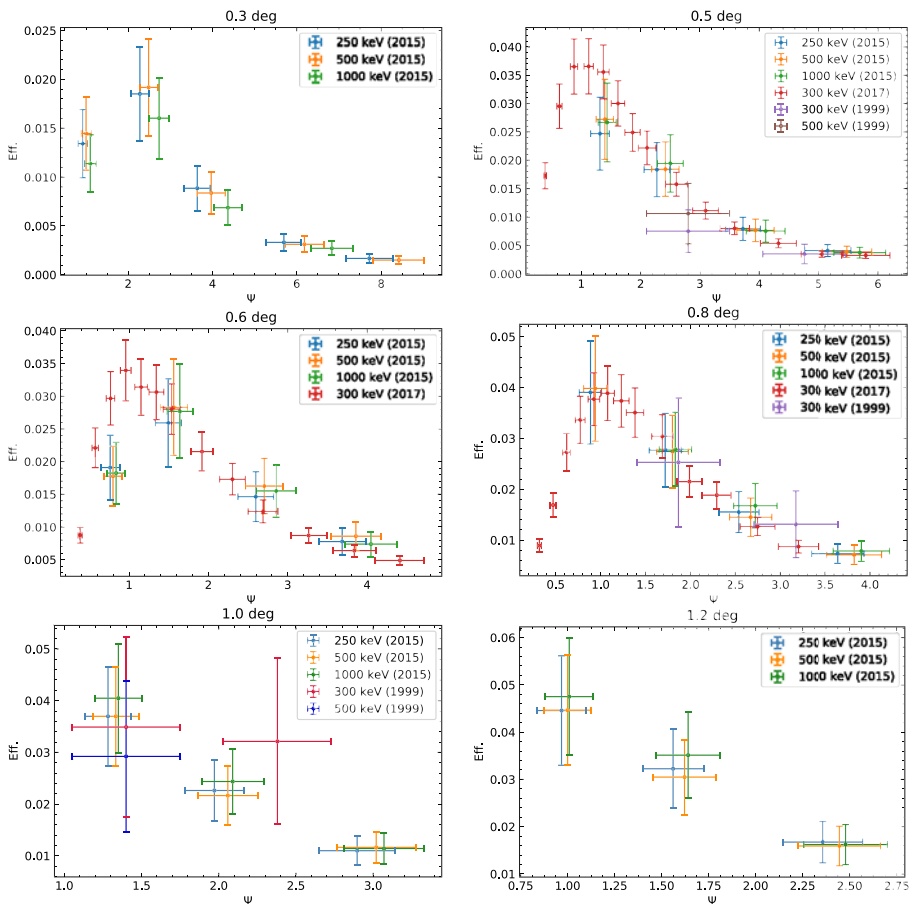 0.3 deg
0.025
0.020
0.015
0.010
0.005
0.000
Eff.
250 keV (2015)
500 keV (2015)
1000 keV (2015)
2 4 6 8
Ψ
0.5 deg
0.040
0.035
0.030
0.025
0.020
0.015
0.010
0.005
0.000
Eff.
250 keV (2015)
500 keV (2015)
1000 keV (2015)
300 keV (2017)
300 keV (1999)
500 keV (1999)
1 2 3 4 5 6
Ψ
0.6 deg
0.040
0.035
0.030
0.025
0.020
0.015
0.010
0.005
Eff.
250 keV (2015)
500 keV (2015)
1000 keV (2015)
300 keV (2017)
1 2 3 4
Ψ
0.8 deg
0.05
0.04
0.03
0.02
0.01
0.00
Eff.
250 keV (2015)
500 keV (2015)
1000 keV (2015)
300 keV (2017)
300 keV (1999)
0.5 1.0 1.5 2.0 2.5 3.0 3.5 4.0
Ψ
1.0 deg
0.05
0.04
0.03
0.02
0.01
Eff.
250 keV (2015)
500 keV (2015)
1000 keV (2015)
300 keV (1999)
500 keV (1999)
1.0 1.5 2.0 2.5 3.0
Ψ
1.2 deg
0.06
0.05
0.04
0.03
0.02
0.01
Eff.
250 keV (2015)
500 keV (2015)
1000 keV (2015)
0.75 1.00 1.25 1.50 1.75 2.00 2.25 2.50 2.75
Ψ